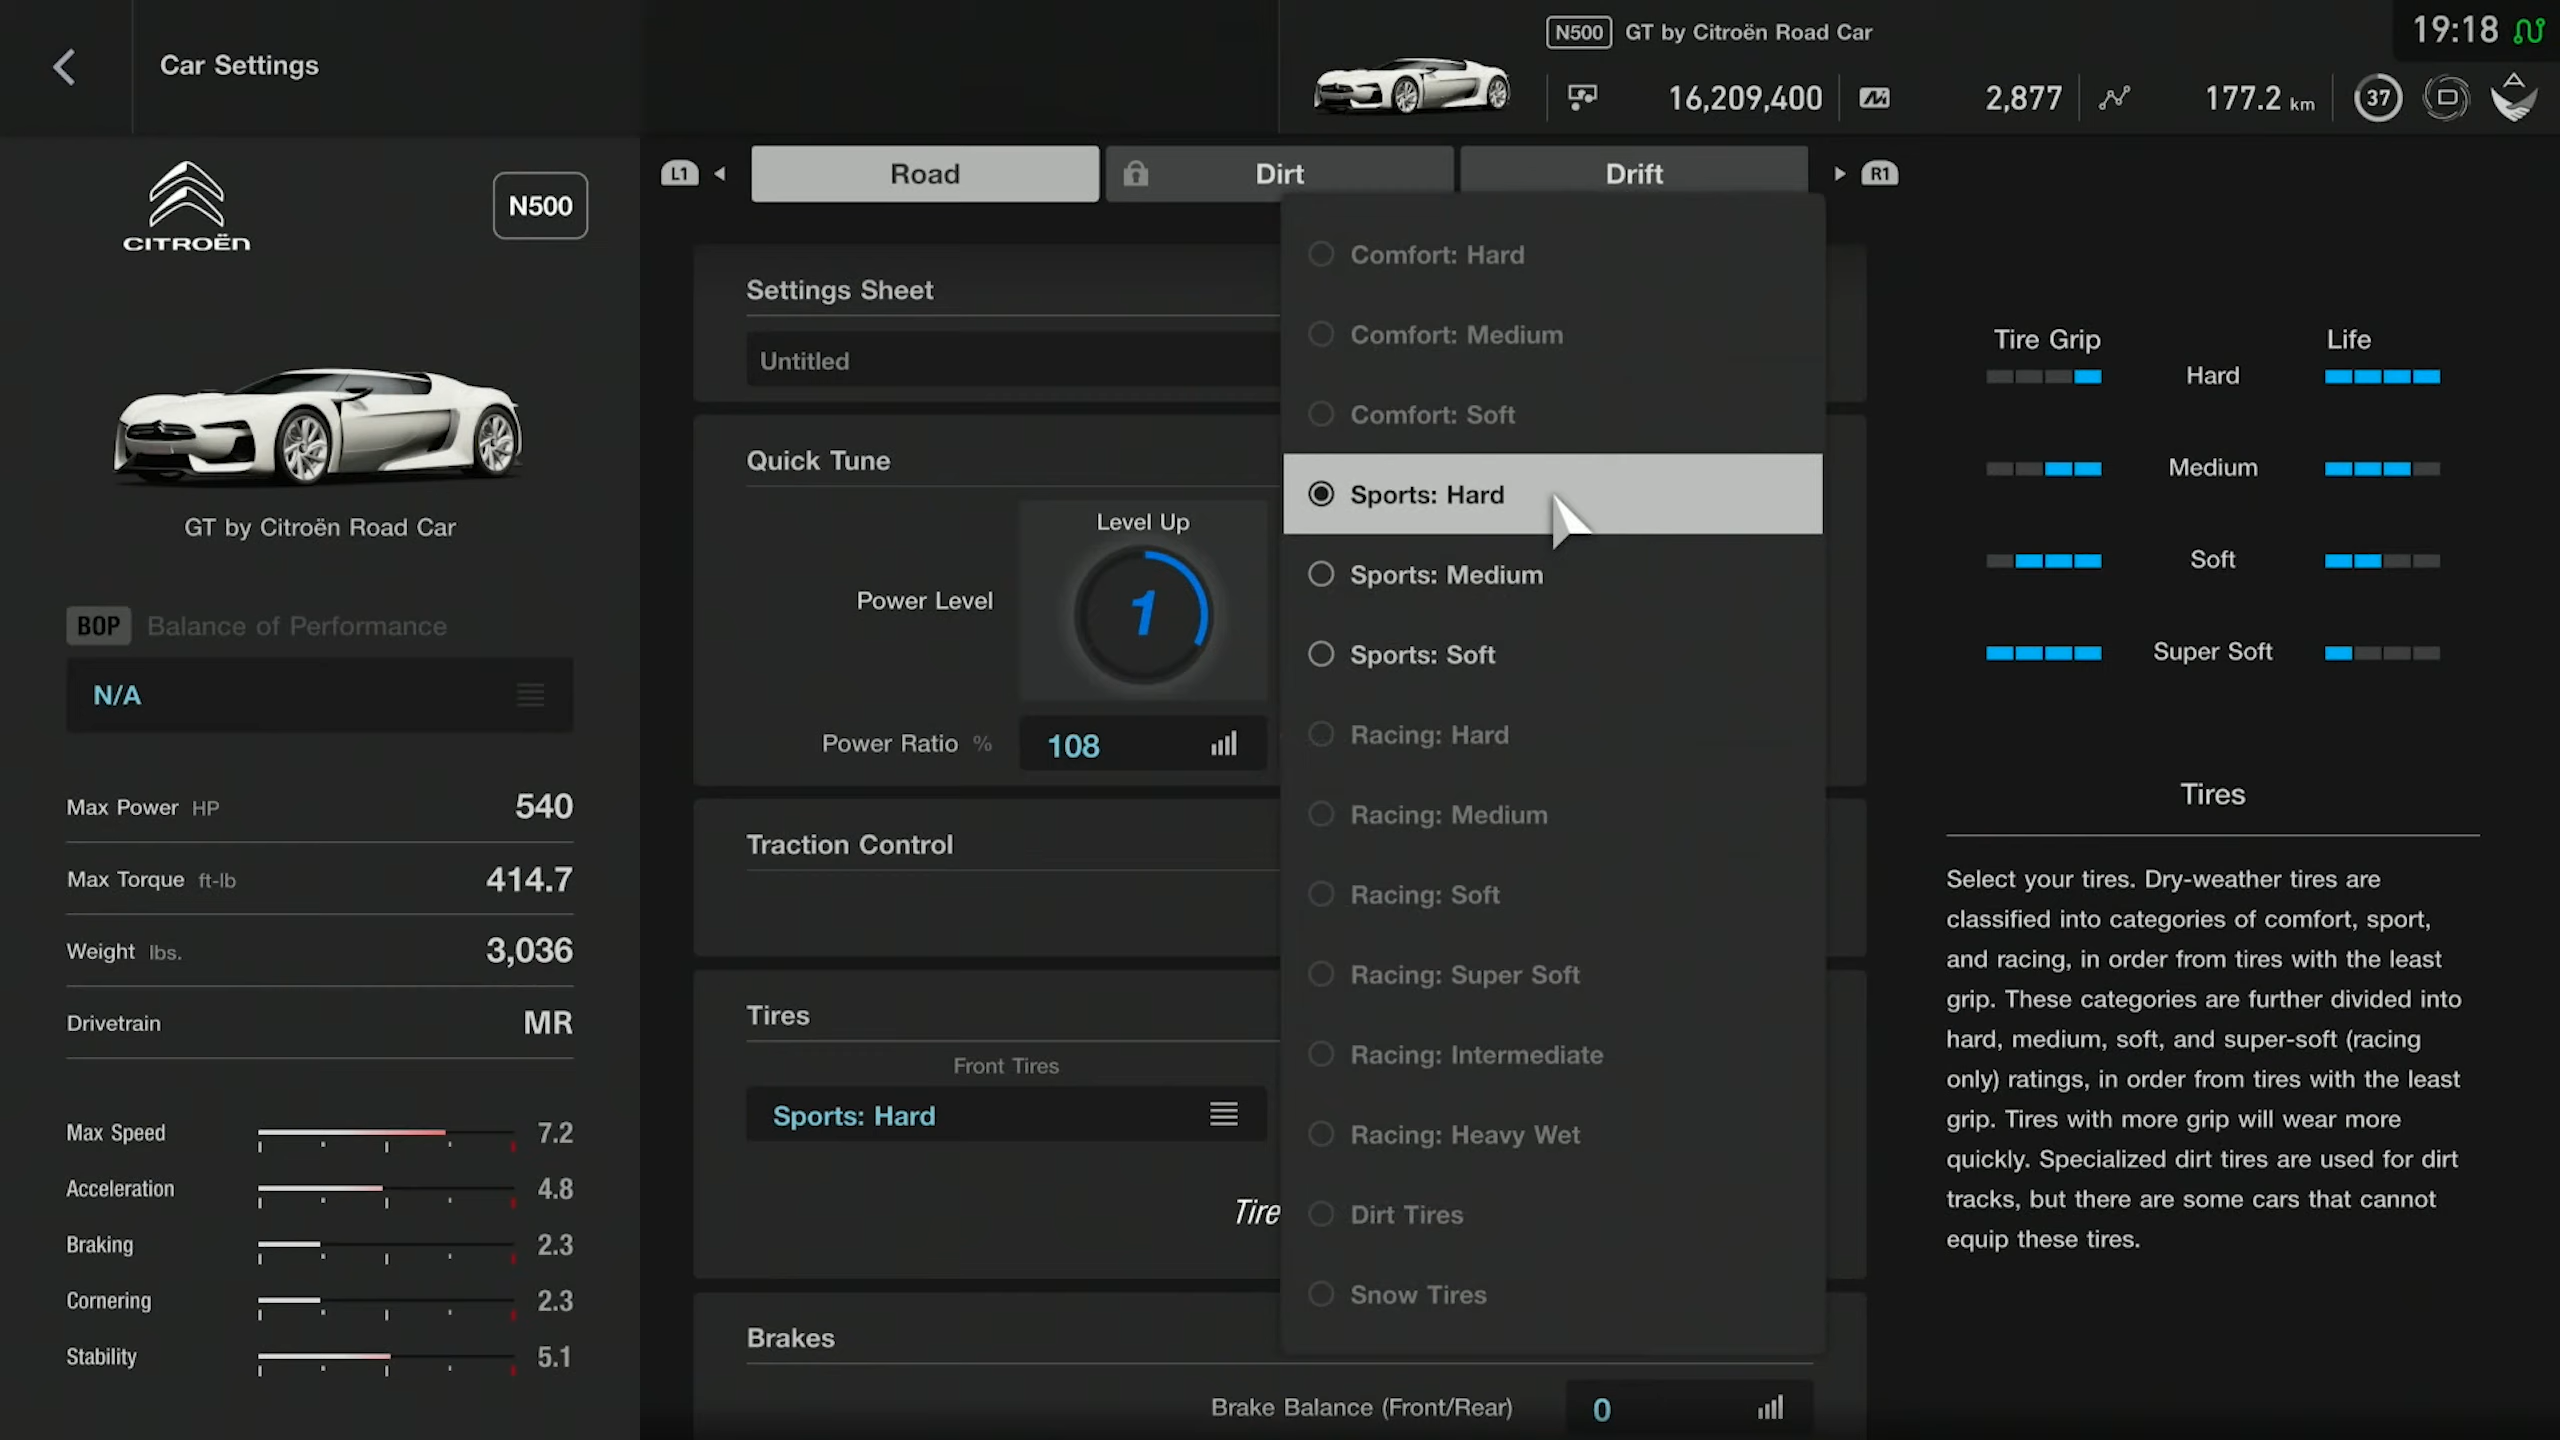 Car Settings
N500 GT by Citroën Road Car
19:18
16,209,400
2,877
177.2 km
37
CITROËN
N500
GT by Citroën Road Car
BOP Balance of Performance
N/A
Max Power HP 540
Max Torque ft-lb 414.7
Weight lbs. 3,036
Drivetrain MR
Max Speed 7.2
Acceleration 4.8
Braking 2.3
Cornering 2.3
Stability 5.1
L1 Road Dirt Drift R1
Settings Sheet
Untitled
Quick Tune
Level Up
Power Level 1
Power Ratio % 108
Traction Control
Tires
Front Tires
Sports: Hard
Tire
Brakes
Brake Balance (Front/Rear) 0
Comfort: Hard
Comfort: Medium
Comfort: Soft
Sports: Hard
Sports: Medium
Sports: Soft
Racing: Hard
Racing: Medium
Racing: Soft
Racing: Super Soft
Racing: Intermediate
Racing: Heavy Wet
Dirt Tires
Snow Tires
Tire Grip Life
Hard
Medium
Soft
Super Soft
Tires
Select your tires. Dry-weather tires are
classified into categories of comfort, sport,
and racing, in order from tires with the least
grip. These categories are further divided into
hard, medium, soft, and super-soft (racing
only) ratings, in order from tires with the least
grip. Tires with more grip will wear more
quickly. Specialized dirt tires are used for dirt
tracks, but there are some cars that cannot
equip these tires.